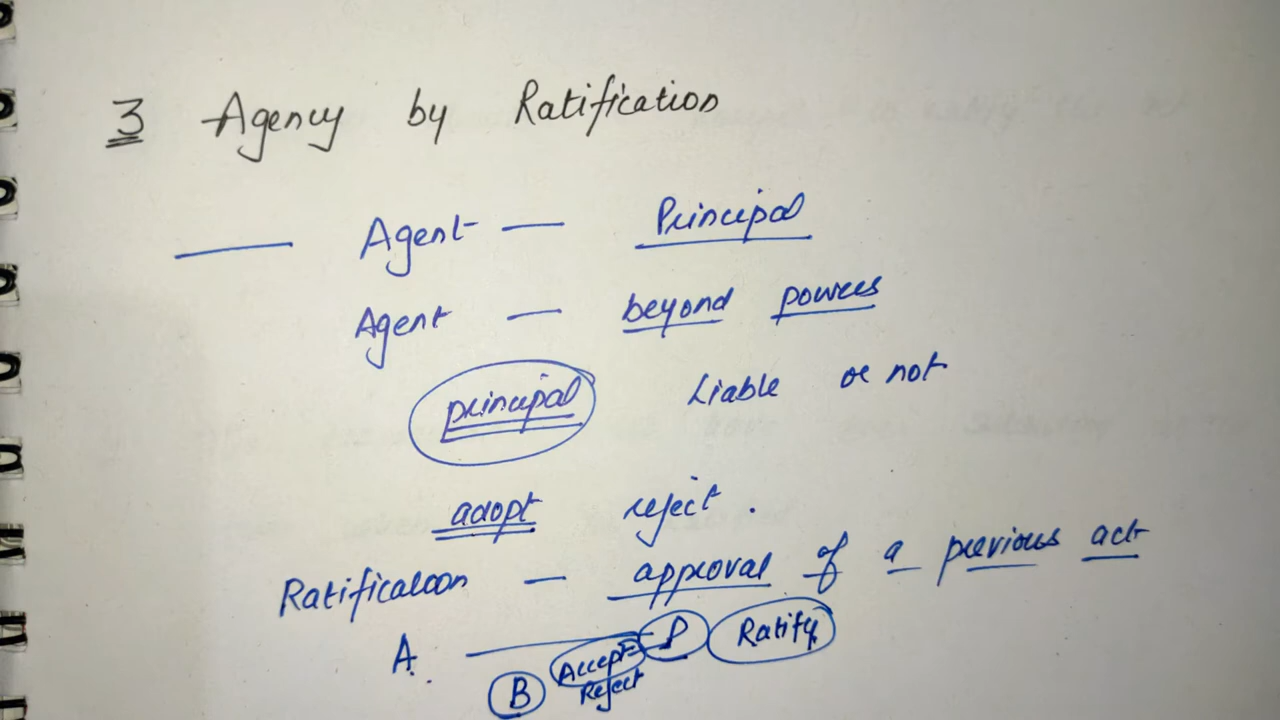 3 Agency by Ratification
— Agent — Principal
Agent — beyond powers
principal Liable or not
adopt reject.
Ratification — approval of a previous act
A. — P Ratify
B Accept
Reject